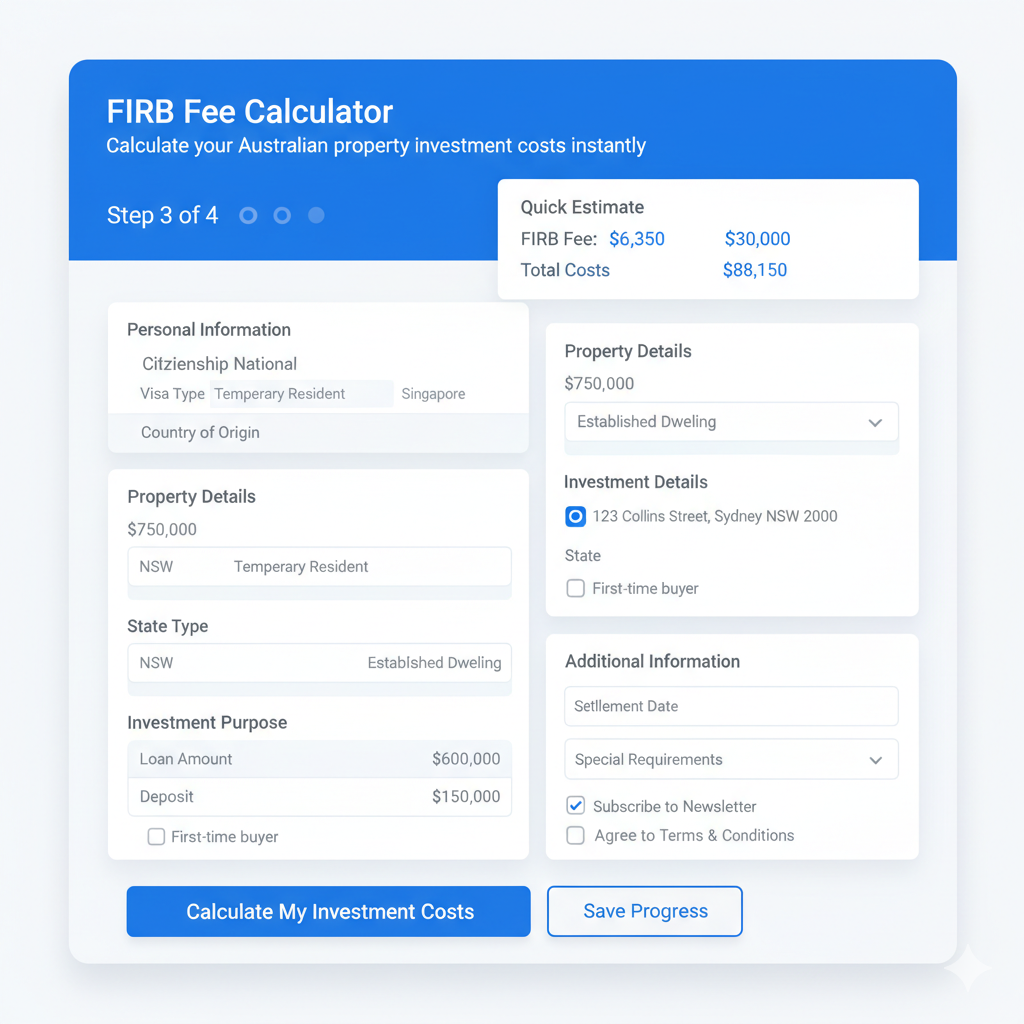 FIRB Fee Calculator
Calculate your Australian property investment costs instantly
Step 3 of 4
Quick Estimate
FIRB Fee: $6,350 $30,000
Total Costs $88,150
Personal Information
Citzienship National
Visa Type Temperary Resident Singapore
Country of Origin
Property Details
$750,000
NSW Temperary Resident
State Type
NSW Established Dweling
Investment Purpose
Loan Amount $600,000
Deposit $150,000
First-time buyer
Property Details
$750,000
Established Dweling
Investment Details
123 Collins Street, Sydney NSW 2000
State
First-time buyer
Additional Information
Setllement Date
Special Requirements
Subscribe to Newsletter
Agree to Terms & Conditions
Calculate My Investment Costs
Save Progress